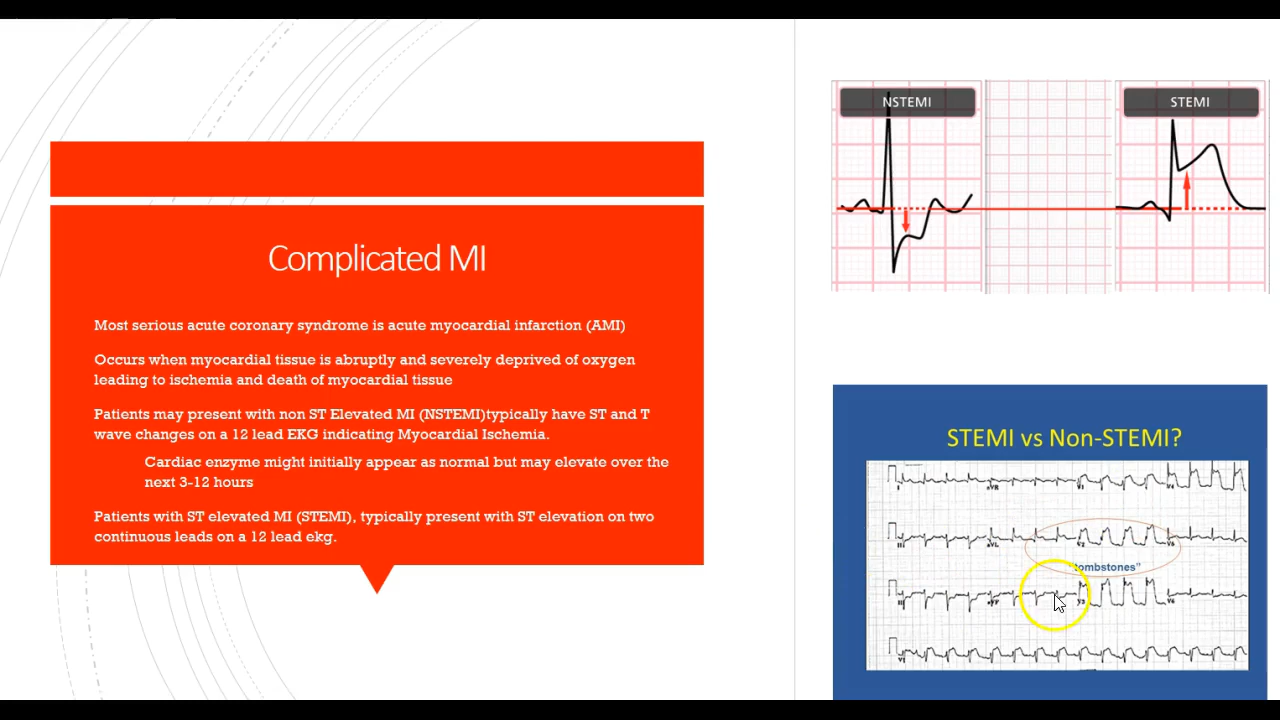 Complicated MI
Most serious acute coronary syndrome is acute myocardial infarction (AMI)
Occurs when myocardial tissue is abruptly and severely deprived of oxygen
leading to ischemia and death of myocardial tissue
Patients may present with non ST Elevated MI (NSTEMI)typically have ST and T
wave changes on a 12 lead EKG indicating Myocardial Ischemia.
Cardiac enzyme might initially appear as normal but may elevate over the
next 3-12 hours
Patients with ST elevated MI (STEMI), typically present with ST elevation on two
continuous leads on a 12 lead ekg.
NSTEMI
STEMI
STEMI vs Non-STEMI?
I aVR V1 V4
II aVL V2 V5
"tombstones"
III aVF V3 V6
V1